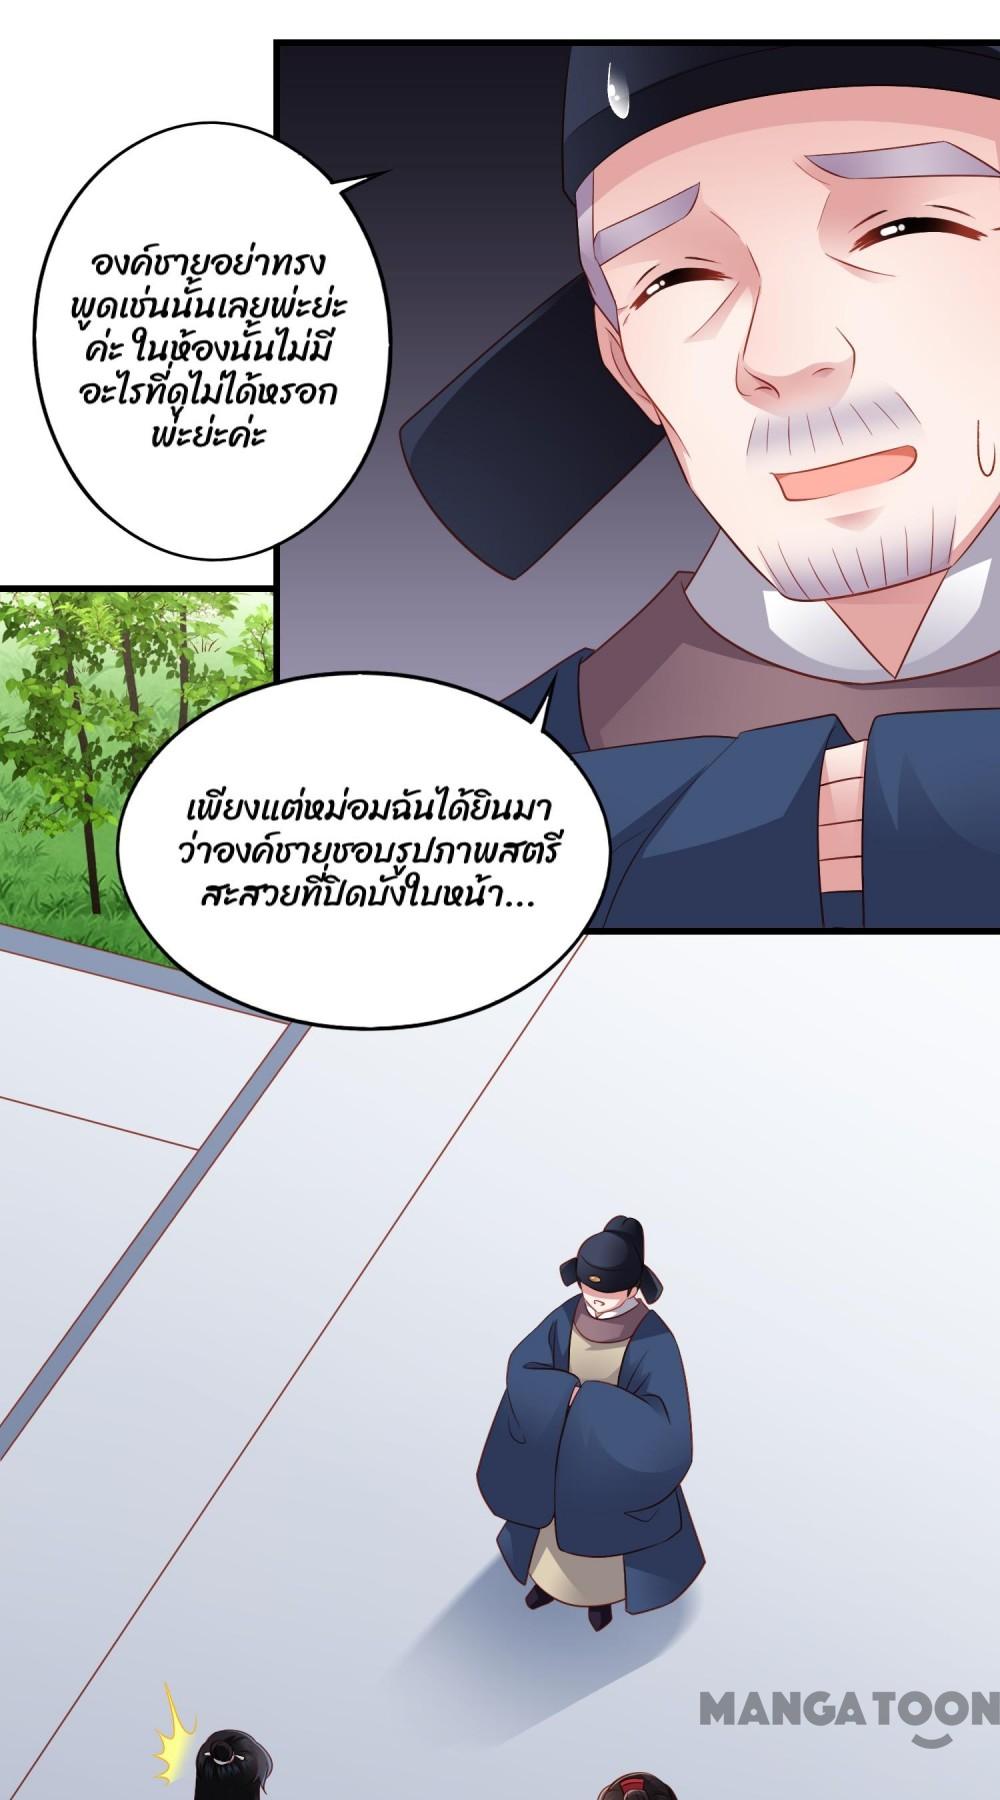 องค์ชายอย่าทรง
พูดเช่นนั้นเลยพ่ะย่ะ
ค่ะ ในห้องนั้นไม่มี
อะไรที่ดูไม่ได้หรอก
พะย่ะค่ะ
เพียงแต่หม่อมฉันได้ยินมา
ว่าองค์ชายชอบรูปภาพสตรี
สะสวยที่ปิดบังใบหน้า...
MANGATOON